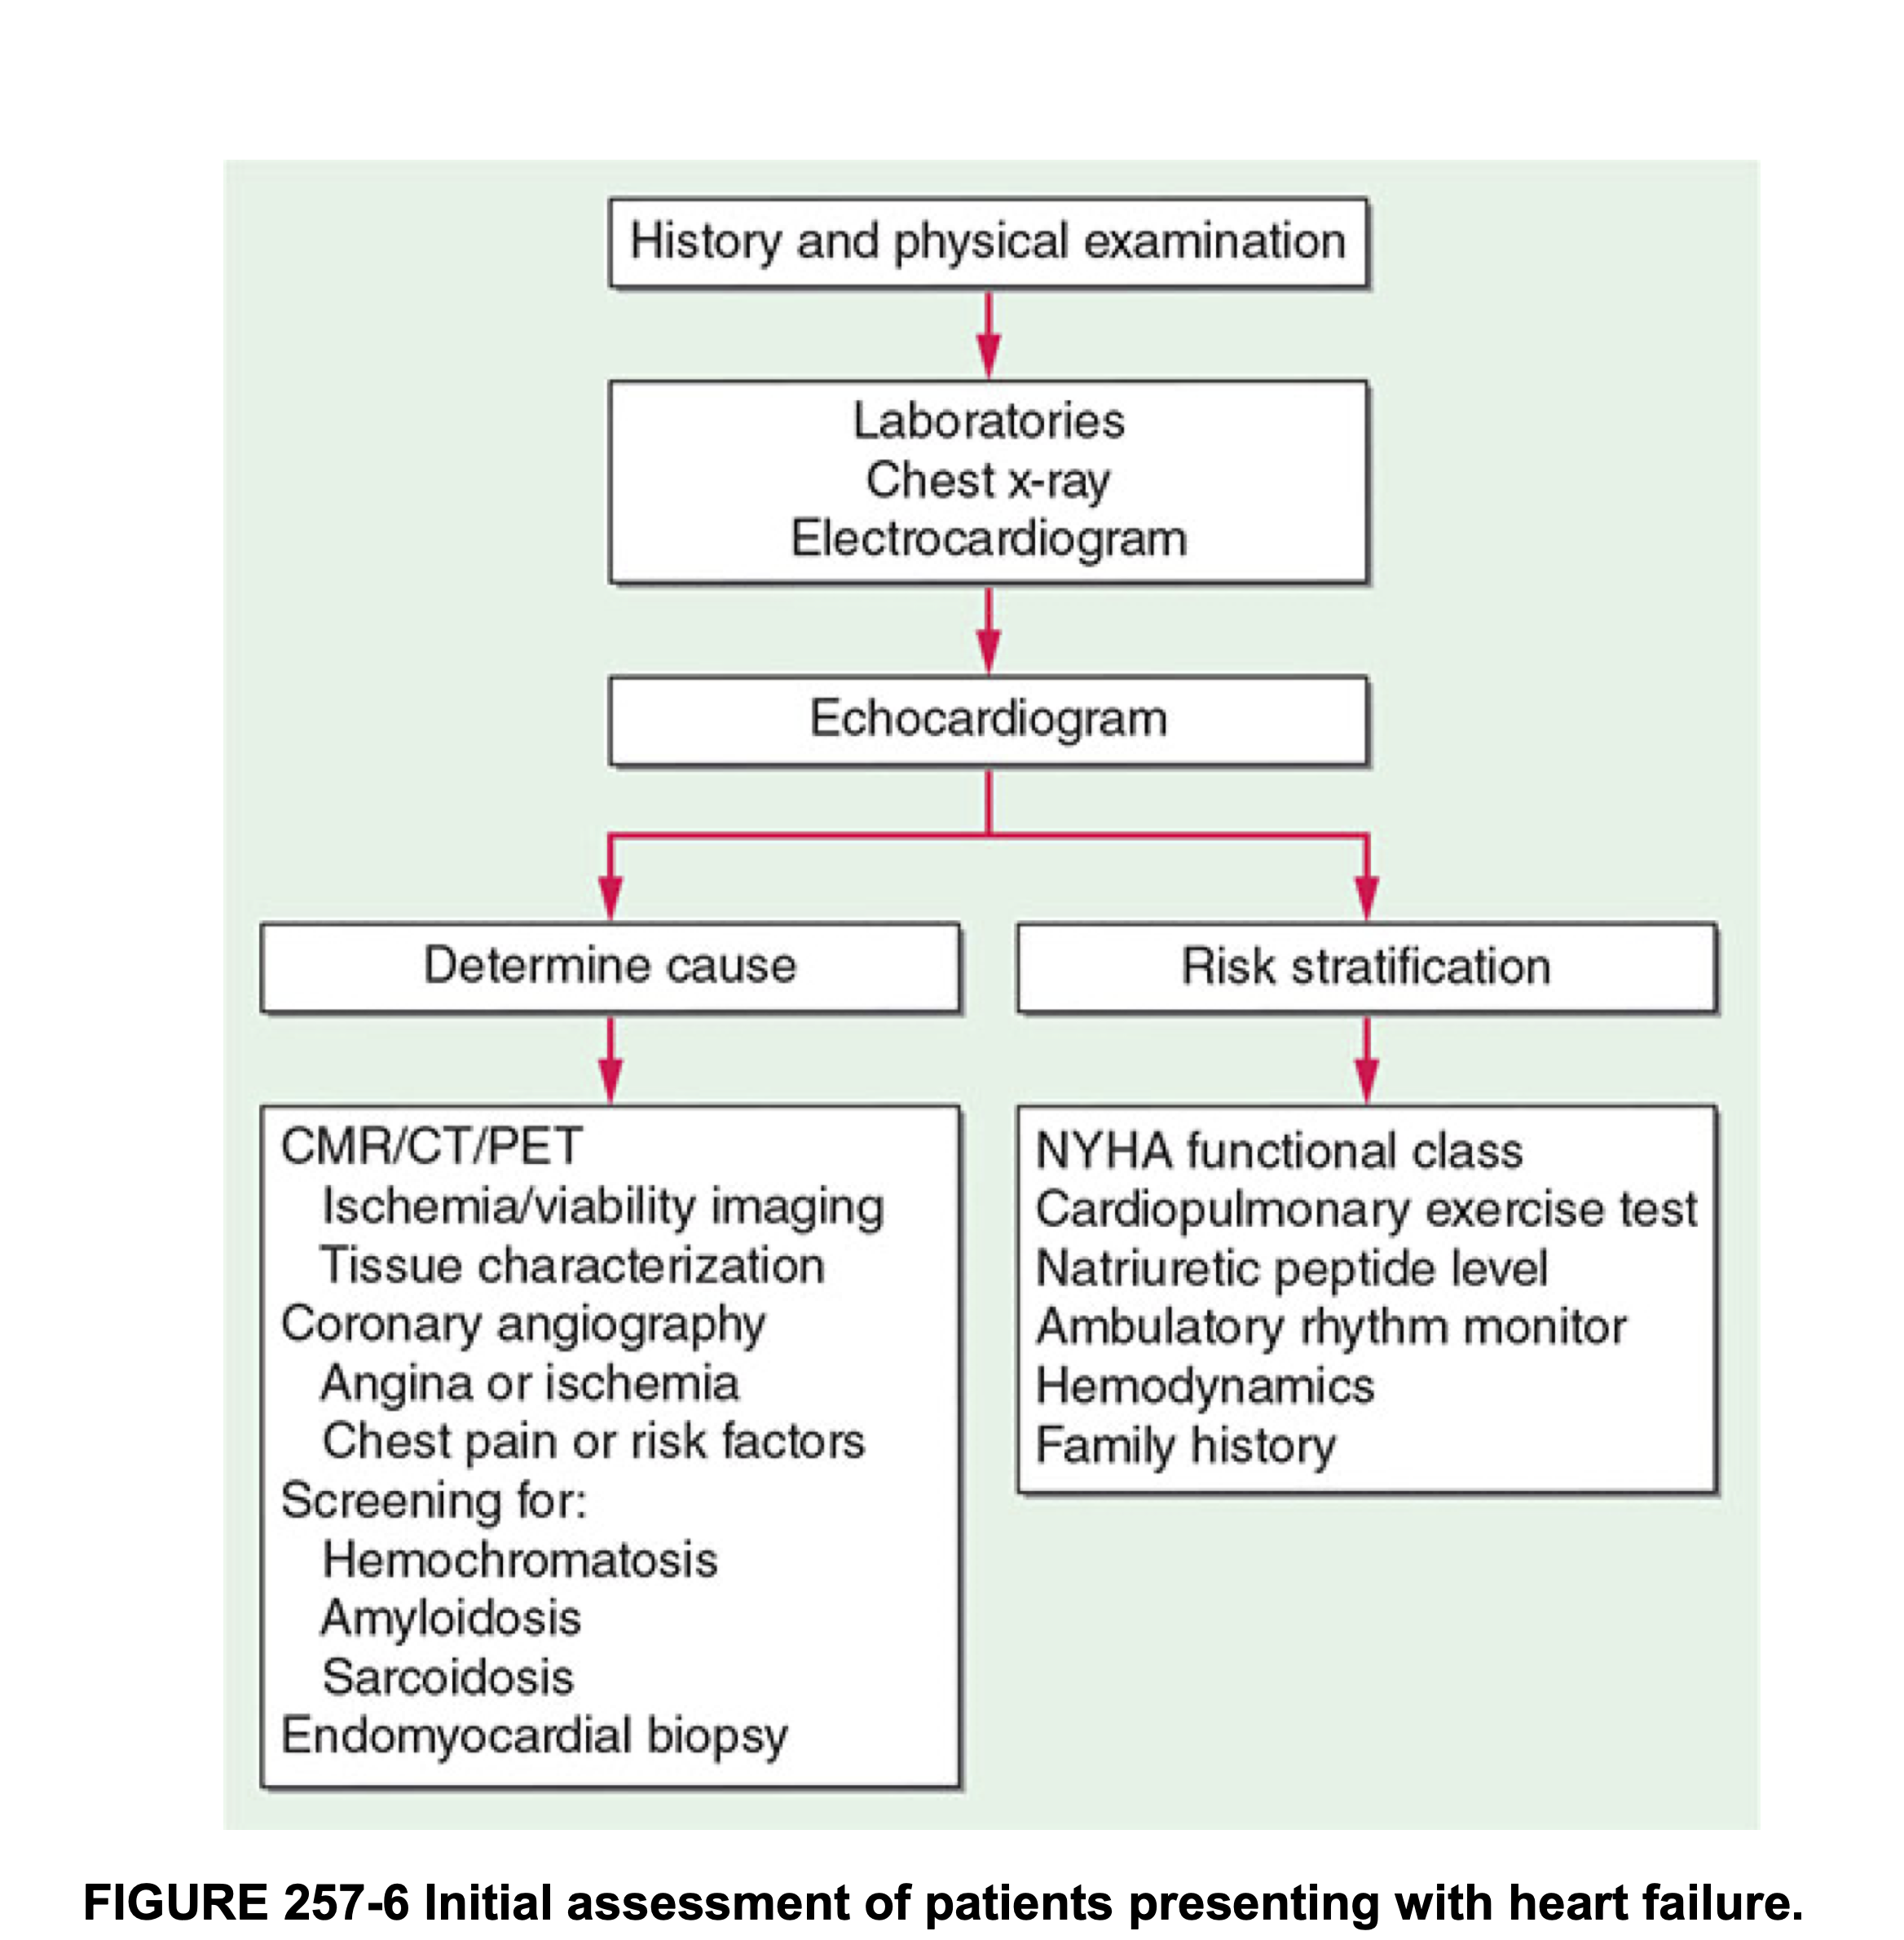 History and physical examination
Laboratories
Chest x-ray
Electrocardiogram
Echocardiogram
Determine cause
Risk stratification
CMR/CT/PET
Ischemia/viability imaging
Tissue characterization
Coronary angiography
Angina or ischemia
Chest pain or risk factors
Screening for:
Hemochromatosis
Amyloidosis
Sarcoidosis
Endomyocardial biopsy
NYHA functional class
Cardiopulmonary exercise test
Natriuretic peptide level
Ambulatory rhythm monitor
Hemodynamics
Family history
FIGURE 257-6 Initial assessment of patients presenting with heart failure.